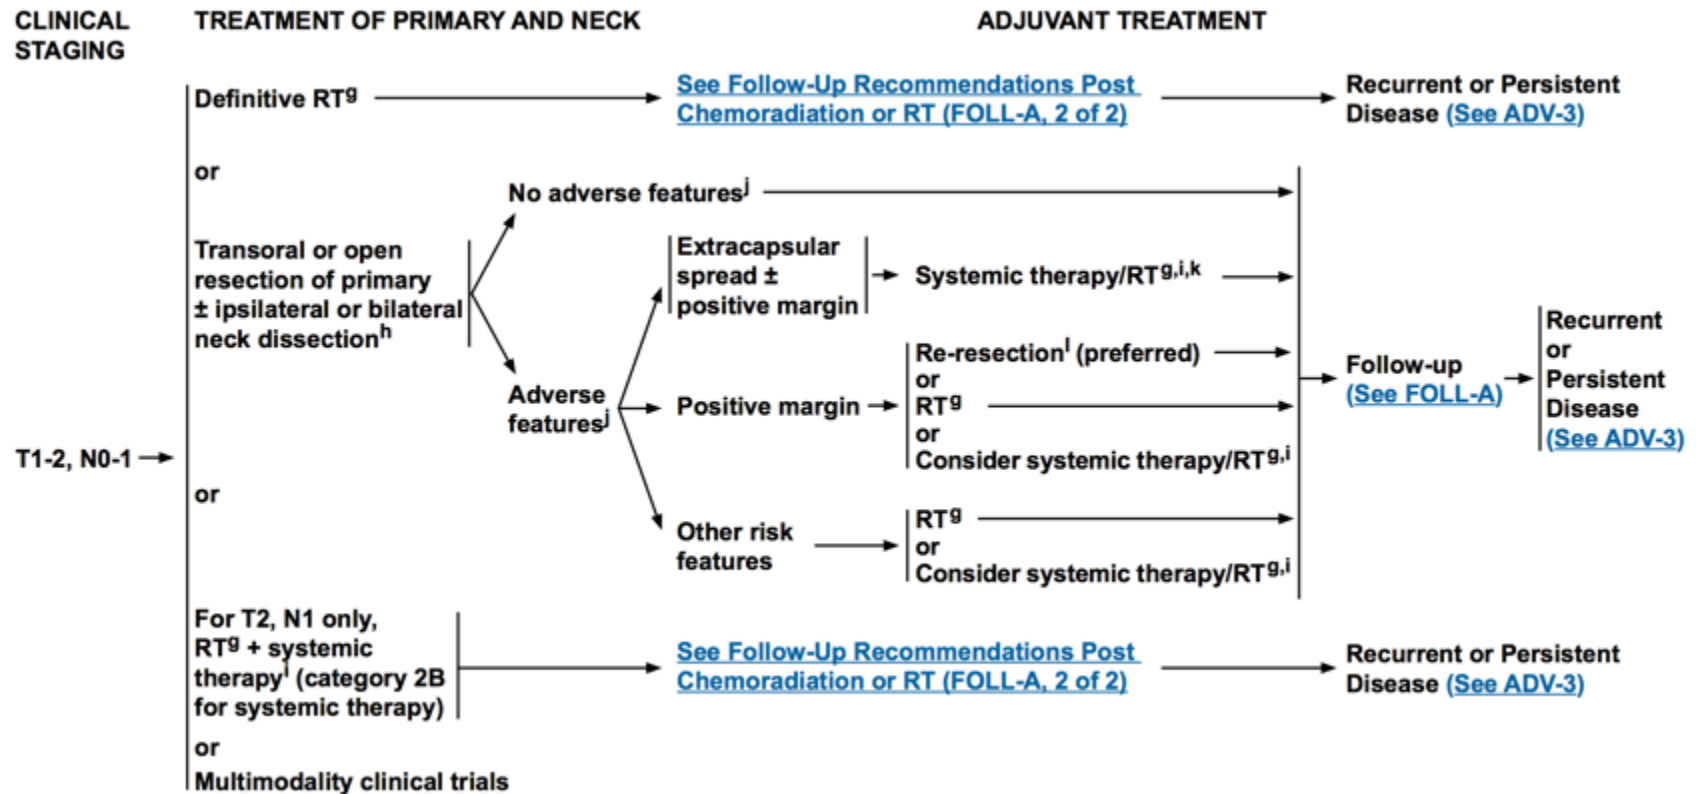 CLINICAL STAGING
TREATMENT OF PRIMARY AND NECK
ADJUVANT TREATMENT
T1-2, N0-1
Definitive RTg
See Follow-Up Recommendations Post
Chemoradiation or RT (FOLL-A, 2 of 2)
Recurrent or Persistent
Disease (See ADV-3)
or
Transoral or open
resection of primary
± ipsilateral or bilateral
neck dissectionh
No adverse featuresj
Adverse
featuresj
Extracapsular
spread ±
positive margin
Systemic therapy/RTg,i,k
Positive margin
Re-resectionl (preferred)
or
RTg
or
Consider systemic therapy/RTg,i
Other risk
features
RTg
or
Consider systemic therapy/RTg,i
Follow-up
(See FOLL-A)
Recurrent
or
Persistent
Disease
(See ADV-3)
or
For T2, N1 only,
RTg + systemic
therapyi (category 2B
for systemic therapy)
See Follow-Up Recommendations Post
Chemoradiation or RT (FOLL-A, 2 of 2)
Recurrent or Persistent
Disease (See ADV-3)
or
Multimodality clinical trials